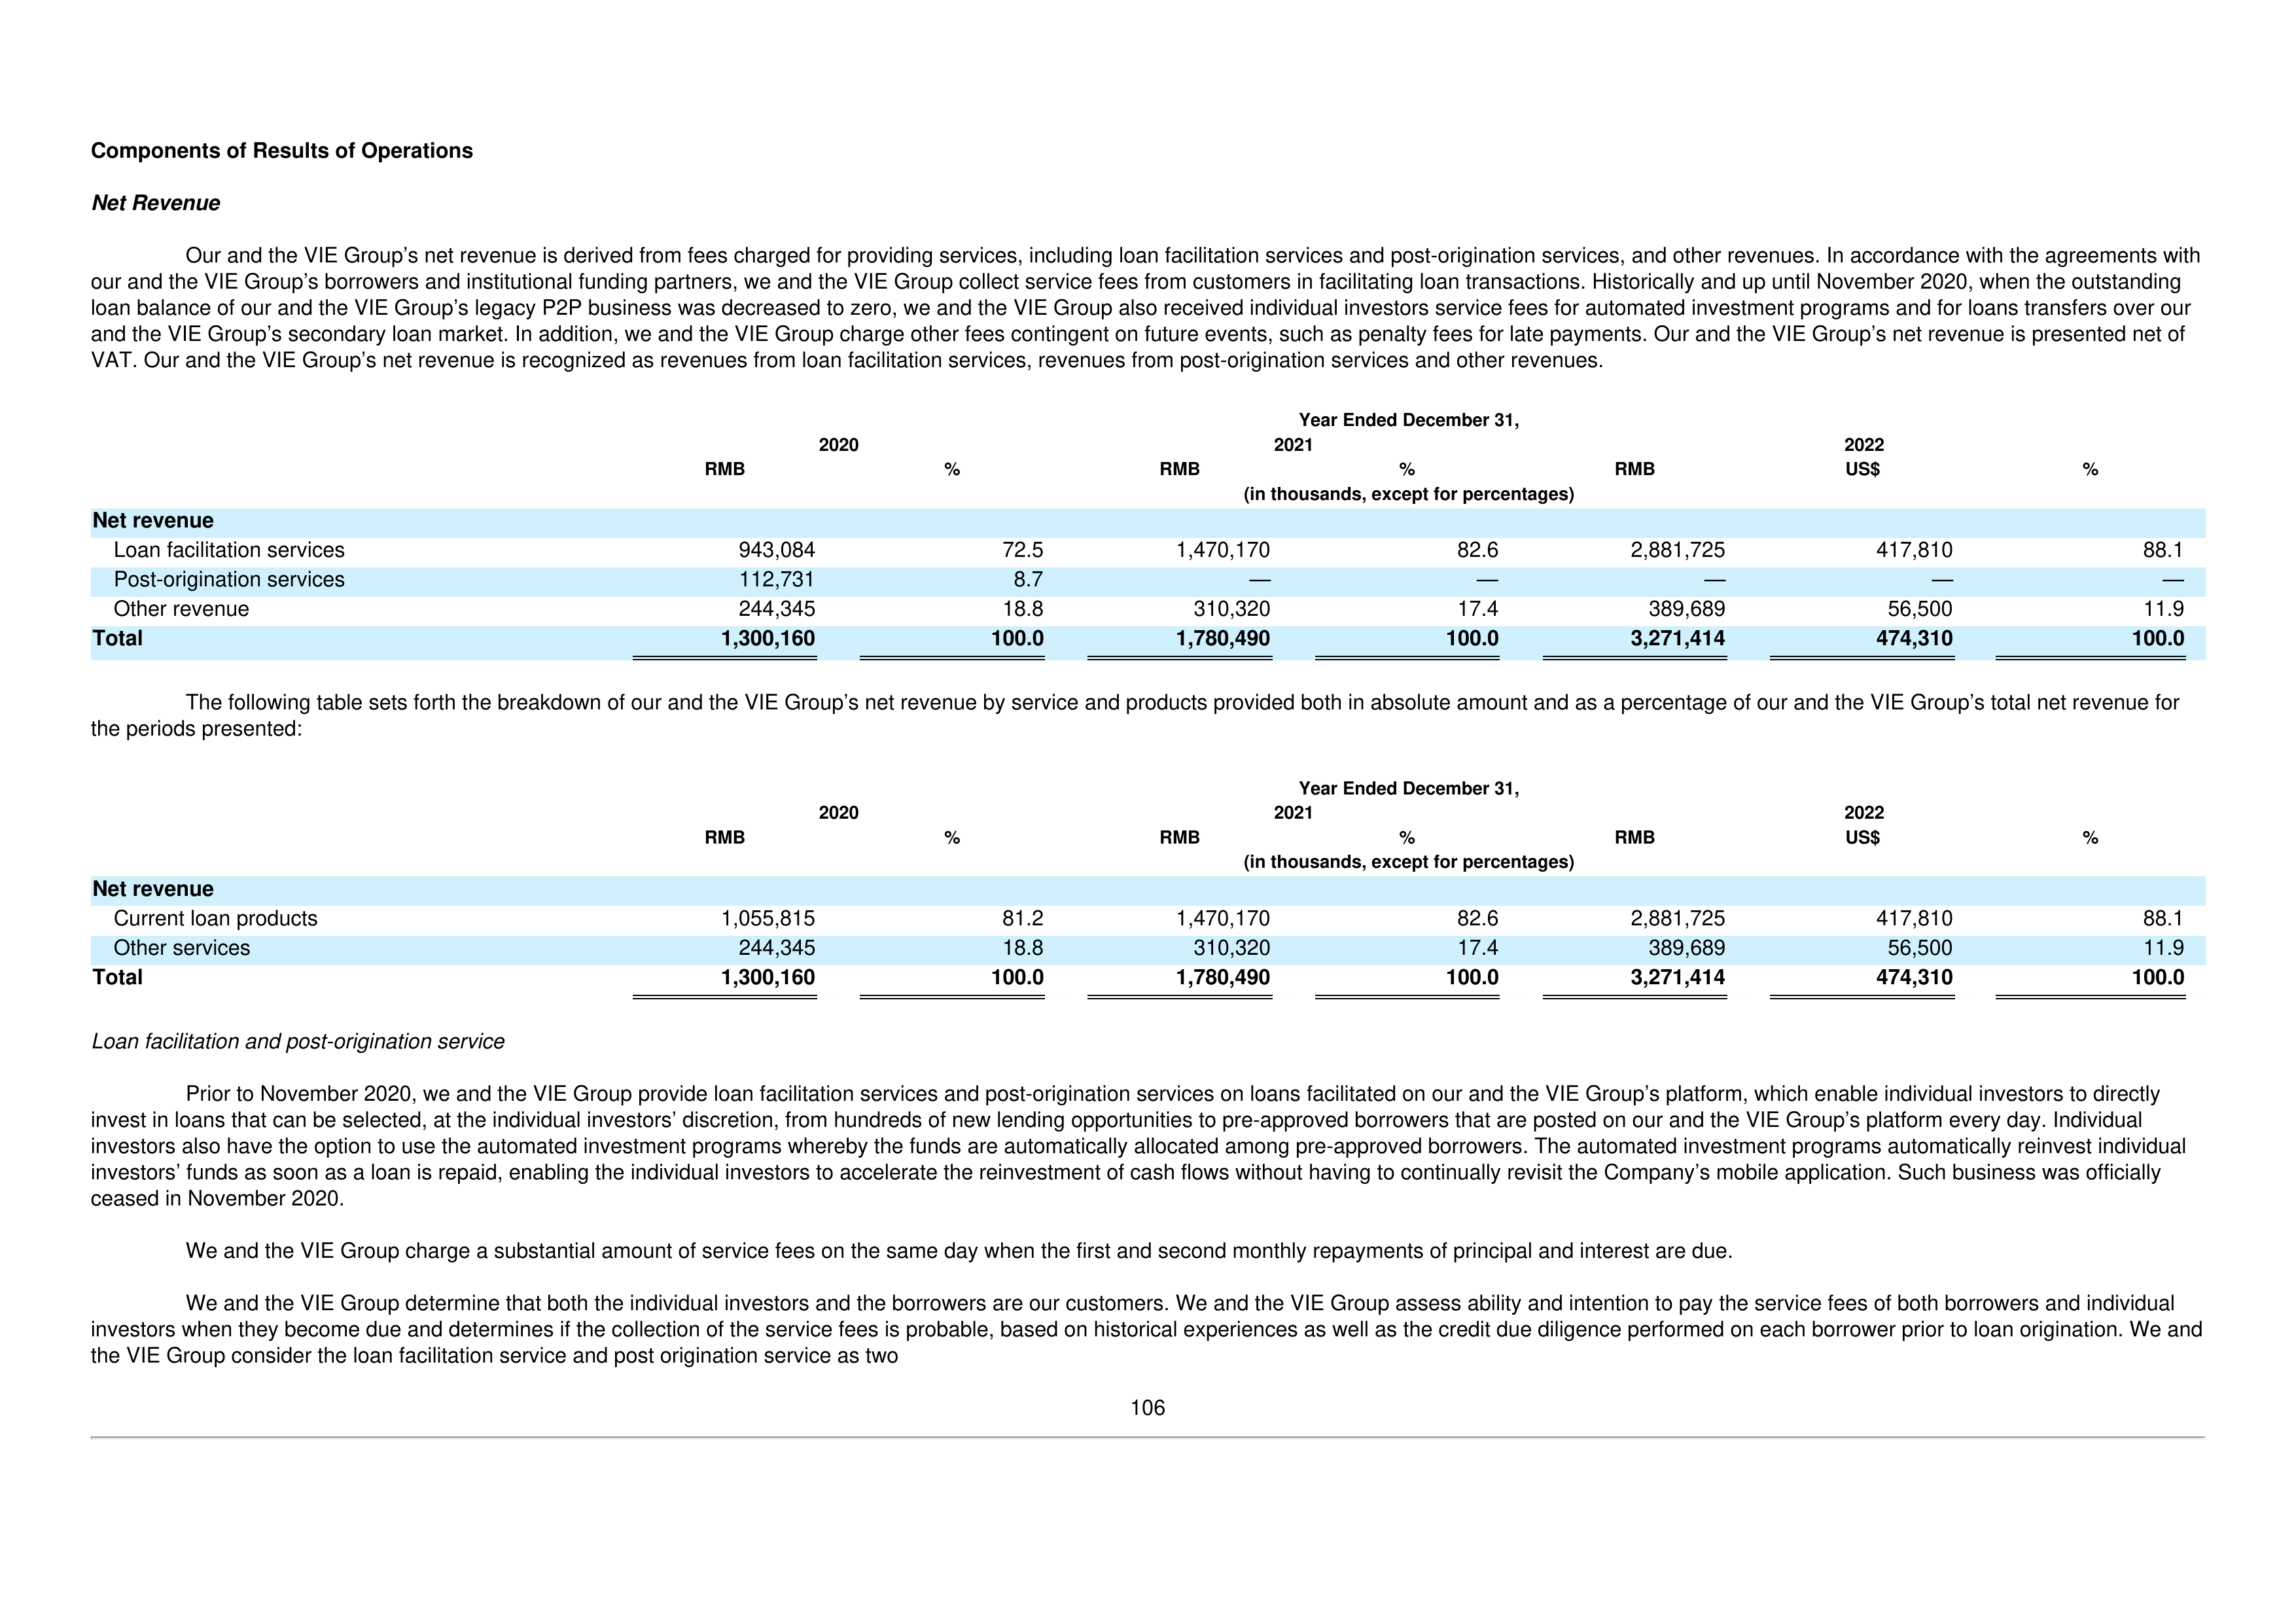 Components of Results of Operations
Net Revenue
Our and the VIE Group’s net revenue is derived from fees charged for providing services, including loan facilitation services and post-origination services, and other revenues. In accordance with the agreements with
our and the VIE Group’s borrowers and institutional funding partners, we and the VIE Group collect service fees from customers in facilitating loan transactions. Historically and up until November 2020, when the outstanding
loan balance of our and the VIE Group’s legacy P2P business was decreased to zero, we and the VIE Group also received individual investors service fees for automated investment programs and for loans transfers over our
and the VIE Group’s secondary loan market. In addition, we and the VIE Group charge other fees contingent on future events, such as penalty fees for late payments. Our and the VIE Group’s net revenue is presented net of
VAT. Our and the VIE Group’s net revenue is recognized as revenues from loan facilitation services, revenues from post-origination services and other revenues.
Year Ended December 31,
2020 2021 2022
RMB % RMB % RMB US$ %
(in thousands, except for percentages)
Net revenue
Loan facilitation services 943,084 72.5 1,470,170 82.6 2,881,725 417,810 88.1
Post-origination services 112,731 8.7 — — — — —
Other revenue 244,345 18.8 310,320 17.4 389,689 56,500 11.9
Total 1,300,160 100.0 1,780,490 100.0 3,271,414 474,310 100.0
The following table sets forth the breakdown of our and the VIE Group’s net revenue by service and products provided both in absolute amount and as a percentage of our and the VIE Group’s total net revenue for
the periods presented:
Year Ended December 31,
2020 2021 2022
RMB % RMB % RMB US$ %
(in thousands, except for percentages)
Net revenue
Current loan products 1,055,815 81.2 1,470,170 82.6 2,881,725 417,810 88.1
Other services 244,345 18.8 310,320 17.4 389,689 56,500 11.9
Total 1,300,160 100.0 1,780,490 100.0 3,271,414 474,310 100.0
Loan facilitation and post-origination service
Prior to November 2020, we and the VIE Group provide loan facilitation services and post-origination services on loans facilitated on our and the VIE Group’s platform, which enable individual investors to directly
invest in loans that can be selected, at the individual investors’ discretion, from hundreds of new lending opportunities to pre-approved borrowers that are posted on our and the VIE Group’s platform every day. Individual
investors also have the option to use the automated investment programs whereby the funds are automatically allocated among pre-approved borrowers. The automated investment programs automatically reinvest individual
investors’ funds as soon as a loan is repaid, enabling the individual investors to accelerate the reinvestment of cash flows without having to continually revisit the Company’s mobile application. Such business was officially
ceased in November 2020.
We and the VIE Group charge a substantial amount of service fees on the same day when the first and second monthly repayments of principal and interest are due.
We and the VIE Group determine that both the individual investors and the borrowers are our customers. We and the VIE Group assess ability and intention to pay the service fees of both borrowers and individual
investors when they become due and determines if the collection of the service fees is probable, based on historical experiences as well as the credit due diligence performed on each borrower prior to loan origination. We and
the VIE Group consider the loan facilitation service and post origination service as two
106